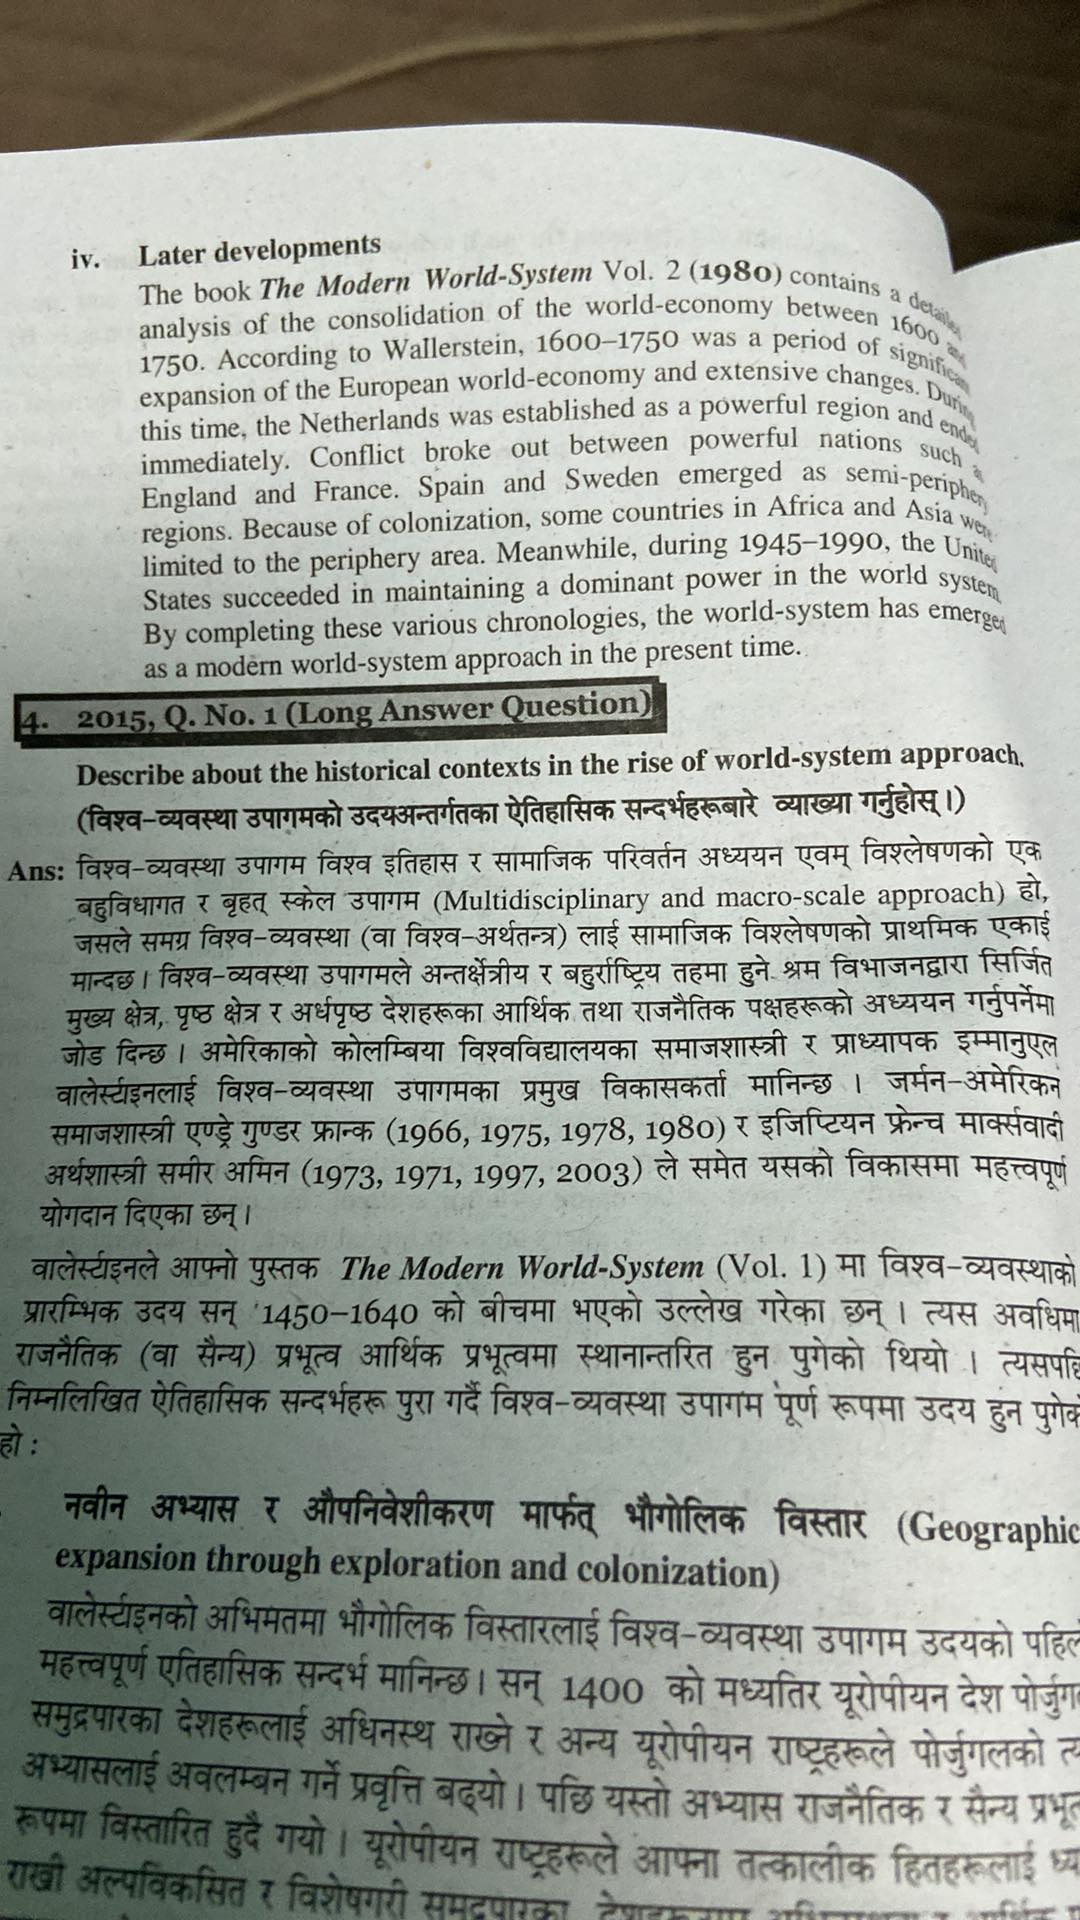 iv. Later developments
The book The Modern World-System Vol. 2 (1980) contains a detailed
analysis of the consolidation of the world-economy between 1600 and
1750. According to Wallerstein, 1600–1750 was a period of significant
expansion of the European world-economy and extensive changes. During
this time, the Netherlands was established as a powerful region and ended
immediately. Conflict broke out between powerful nations such as
England and France. Spain and Sweden emerged as semi-periphery
regions. Because of colonization, some countries in Africa and Asia were
limited to the periphery area. Meanwhile, during 1945–1990, the United
States succeeded in maintaining a dominant power in the world system.
By completing these various chronologies, the world-system has emerged
as a modern world-system approach in the present time.
4. 2015, Q. No. 1 (Long Answer Question)
Describe about the historical contexts in the rise of world-system approach.
(विश्व-व्यवस्था उपागमको उदयअन्तर्गतका ऐतिहासिक सन्दर्भहरूबारे व्याख्या गर्नुहोस् ।)
Ans: विश्व-व्यवस्था उपागम विश्व इतिहास र सामाजिक परिवर्तन अध्ययन एवम् विश्लेषणको एक
बहुविधागत र बृहत् स्केल उपागम (Multidisciplinary and macro-scale approach) हो,
जसले समग्र विश्व-व्यवस्था (वा विश्व-अर्थतन्त्र) लाई सामाजिक विश्लेषणको प्राथमिक एकाई
मान्दछ । विश्व-व्यवस्था उपागमले अन्तर्क्षेत्रीय र बहुर्राष्ट्रिय तहमा हुने श्रम विभाजनद्वारा सिर्जित
मुख्य क्षेत्र, पृष्ठ क्षेत्र र अर्धपृष्ठ देशहरूका आर्थिक तथा राजनैतिक पक्षहरूको अध्ययन गर्नुपर्नेमा
जोड दिन्छ । अमेरिकाको कोलम्बिया विश्वविद्यालयका समाजशास्त्री र प्राध्यापक इम्मानुएल
वालेर्स्टाइनलाई विश्व-व्यवस्था उपागमका प्रमुख विकासकर्ता मानिन्छ । जर्मन-अमेरिकन
समाजशास्त्री एण्ड्रे गुण्डर फ्रान्क (1966, 1975, 1978, 1980) र इजिप्टियन फ्रेन्च मार्क्सवादी
अर्थशास्त्री समीर अमिन (1973, 1971, 1997, 2003) ले समेत यसको विकासमा महत्त्वपूर्ण
योगदान दिएका छन् ।
वालेर्स्टाइनले आफ्नो पुस्तक The Modern World-System (Vol. 1) मा विश्व-व्यवस्थाको
प्रारम्भिक उदय सन् 1450–1640 को बीचमा भएको उल्लेख गरेका छन् । त्यस अवधिमा
राजनैतिक (वा सैन्य) प्रभूत्व आर्थिक प्रभूत्वमा स्थानान्तरित हुन पुगेको थियो ।
निम्नलिखित ऐतिहासिक सन्दर्भहरू पुरा गर्दै विश्व-व्यवस्था उपागम पूर्ण रूपमा उदय हुन
हो :
नवीन अभ्यास र औपनिवेशीकरण मार्फत् भौगोलिक विस्तार (Geographic
expansion through exploration and colonization)
वालेर्स्टाइनको अभिमतमा भौगोलिक विस्तारलाई विश्व-व्यवस्था उपागम उदयको
महत्त्वपूर्ण एतिहासिक सन्दर्भ मानिन्छ । सन् 1400 को मध्यतिर यूरोपीयन देश
समुद्रपारका देशहरूलाई अधिनस्थ राख्ने र अन्य यूरोपीयन राष्ट्रहरूले पोर्जुगलको
अभ्यासलाई अवलम्बन गर्ने प्रवृत्ति बढ्यो । पछि यस्तो अभ्यास राजनैतिक र सैन्य
रूपमा विस्तारित हुदै गयो । यूरोपीयन राष्ट्रहरूले आफ्ना तत्कालीक हितहरूलाई
राखी अल्पविकसित र विशेषगरी समुद्रपारका